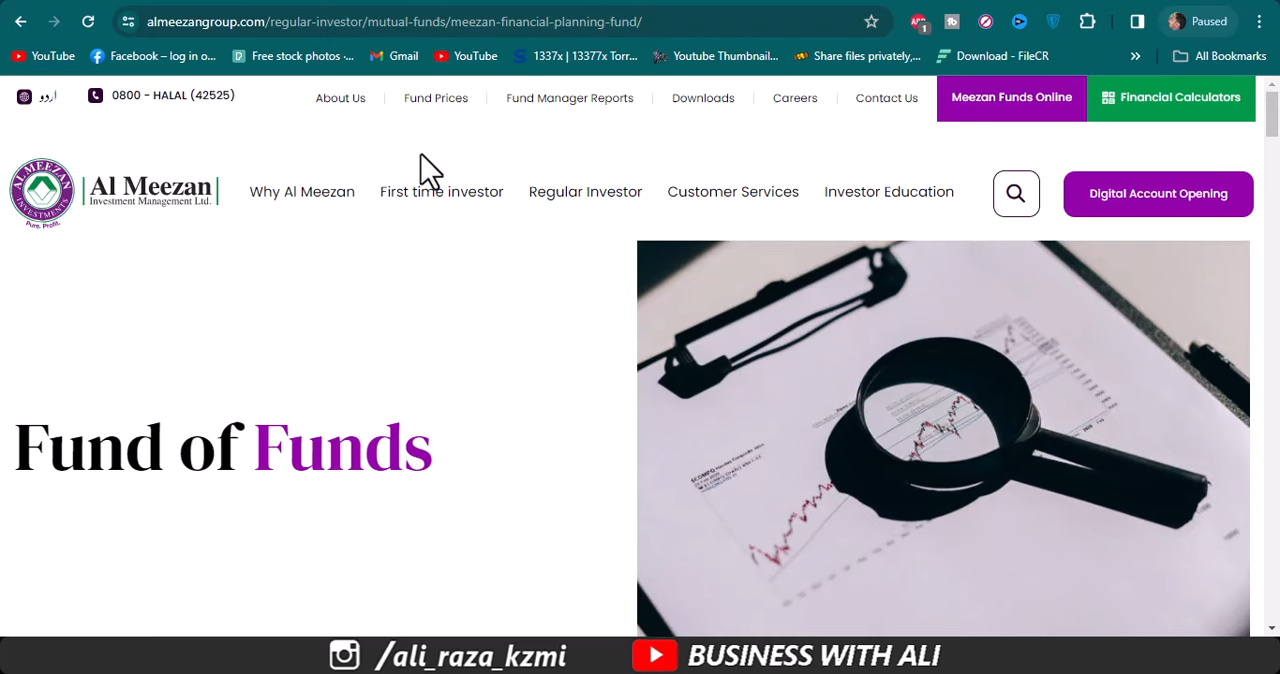 almeezangroup.com/regular-investor/mutual-funds/meezan-financial-planning-fund/
Paused
YouTube
Facebook – log in o...
Free stock photos ·...
Gmail
YouTube
1337x | 13377x Torr...
Youtube Thumbnail...
Share files privately,...
Download - FileCR
»
All Bookmarks
اردو
0800 - HALAL (42525)
About Us
Fund Prices
Fund Manager Reports
Downloads
Careers
Contact Us
Meezan Funds Online
Financial Calculators
AL MEEZAN
INVESTMENTS
Pure. Profit.
Al Meezan
Investment Management Ltd.
Why Al Meezan
First time investor
Regular Investor
Customer Services
Investor Education
Digital Account Opening
Fund of Funds
/ali_raza_kzmi
BUSINESS WITH ALI